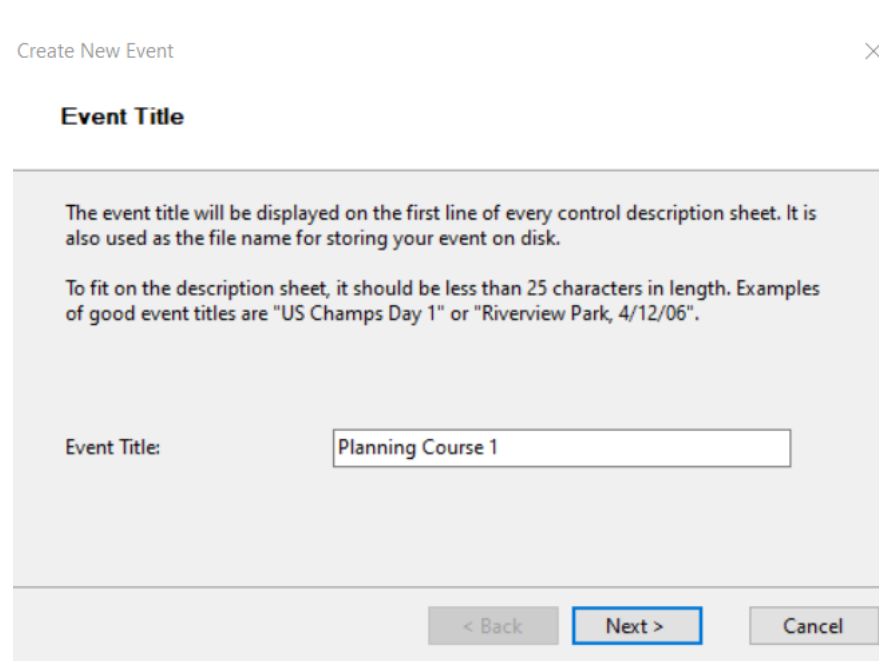 Create New Event
Event Title
The event title will be displayed on the first line of every control description sheet. It is
also used as the file name for storing your event on disk.
To fit on the description sheet, it should be less than 25 characters in length. Examples
of good event titles are "US Champs Day 1" or "Riverview Park, 4/12/06".
Event Title: Planning Course 1
< Back Next > Cancel